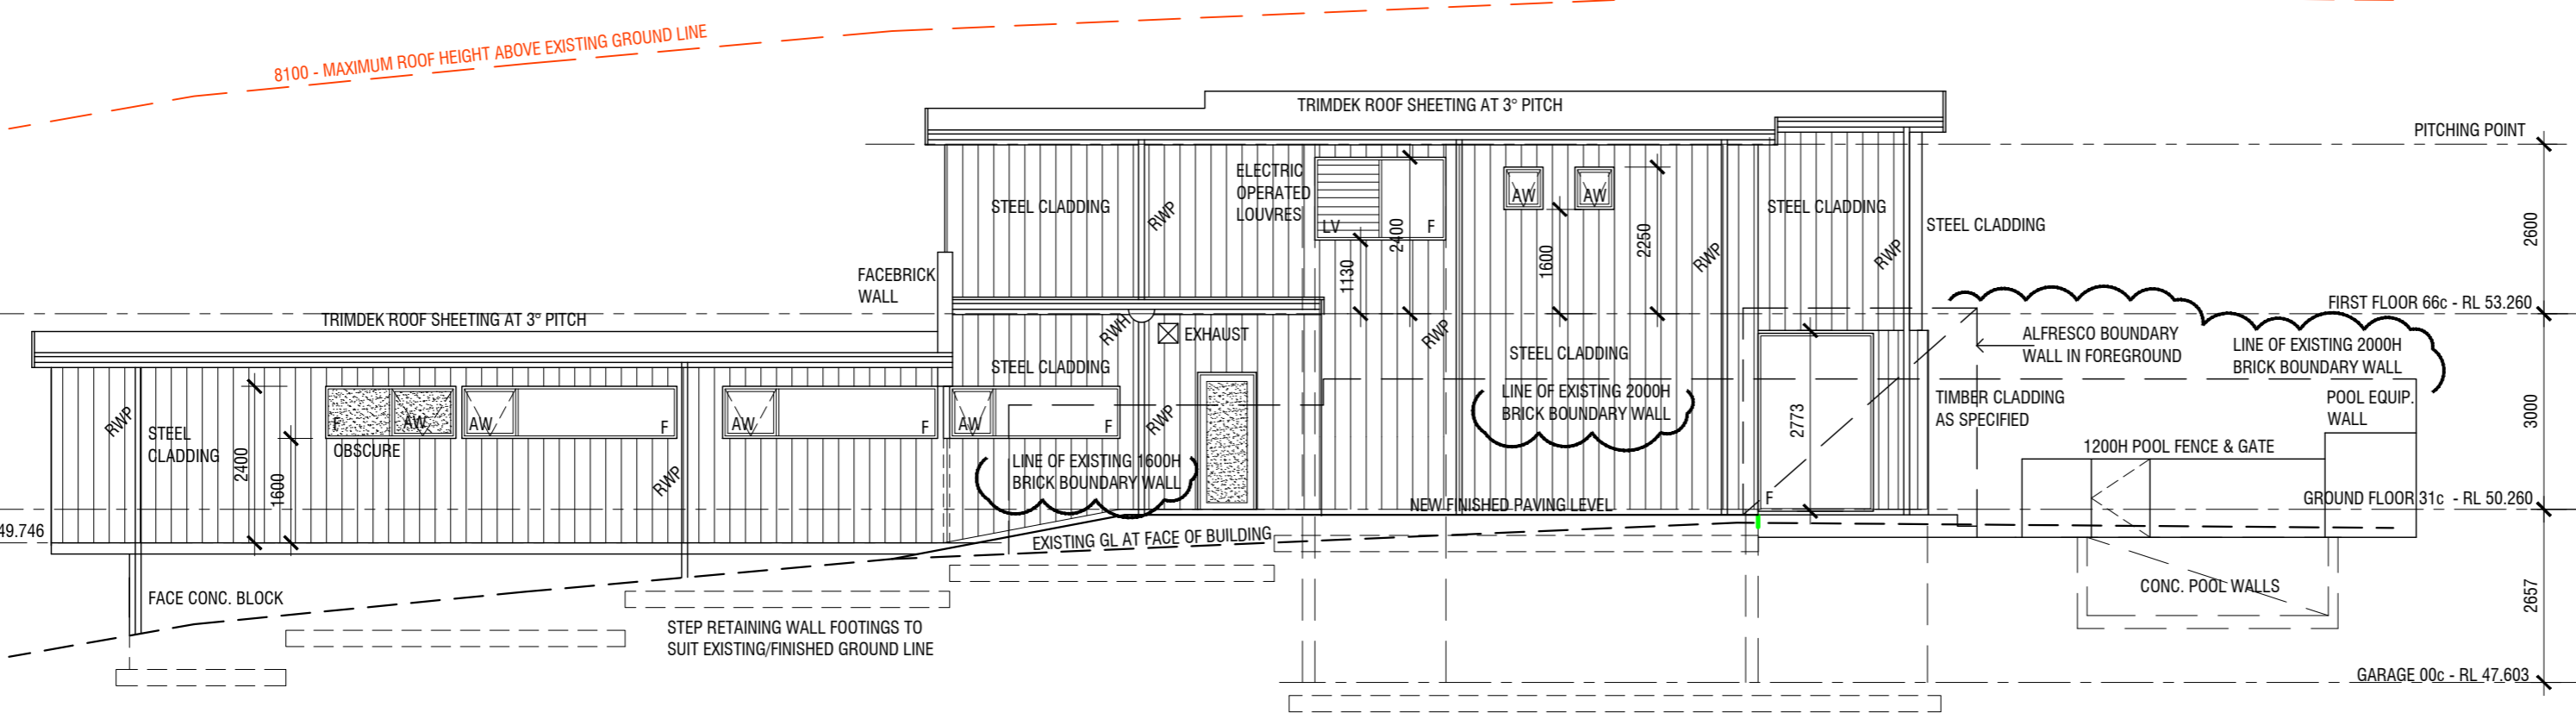 8100 - MAXIMUM ROOF HEIGHT ABOVE EXISTING GROUND LINE
TRIMDEK ROOF SHEETING AT 3° PITCH
PITCHING POINT
ELECTRIC
OPERATED
LOUVRES
LV
F
AW
AW
STEEL CLADDING
RWP
2400
1130
1600
2250
RWP
STEEL CLADDING
RWP
STEEL CLADDING
2600
FACEBRICK
WALL
TRIMDEK ROOF SHEETING AT 3° PITCH
RWH
EXHAUST
RWP
FIRST FLOOR 66c - RL 53.260
ALFRESCO BOUNDARY
WALL IN FOREGROUND
LINE OF EXISTING 2000H
BRICK BOUNDARY WALL
STEEL CLADDING
STEEL CLADDING
LINE OF EXISTING 2000H
BRICK BOUNDARY WALL
TIMBER CLADDING
AS SPECIFIED
POOL EQUIP.
WALL
2773
3000
RWP
STEEL
CLADDING
2400
1600
F
AW
OBSCURE
AW
F
RWP
AW
F
AW
F
RWP
LINE OF EXISTING 1600H
BRICK BOUNDARY WALL
1200H POOL FENCE & GATE
F
NEW FINISHED PAVING LEVEL
GROUND FLOOR 31c - RL 50.260
49.746
EXISTING GL AT FACE OF BUILDING
FACE CONC. BLOCK
STEP RETAINING WALL FOOTINGS TO
SUIT EXISTING/FINISHED GROUND LINE
CONC. POOL WALLS
2657
GARAGE 00c - RL 47.603